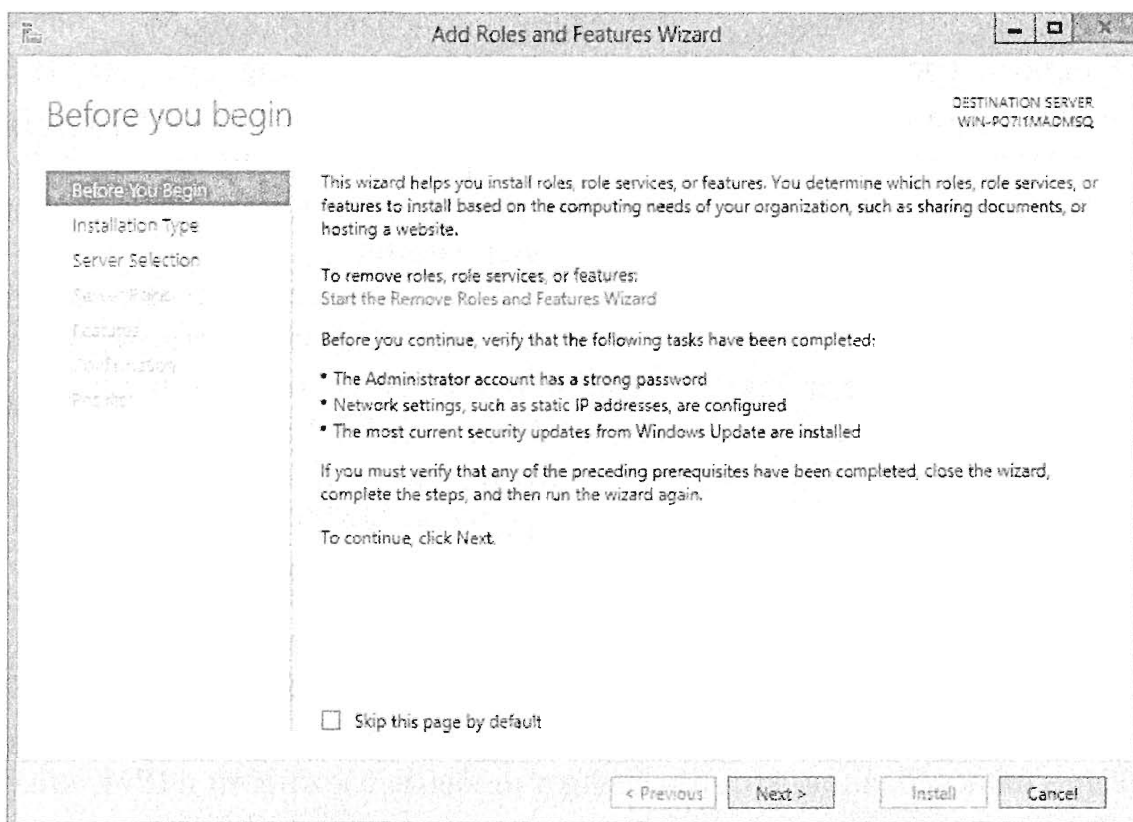 Add Roles and Features Wizard
Before you begin
DESTINATION SERVER
WIN-PO7I1MADMSQ
Before You Begin
Installation Type
Server Selection
Server Roles
Features
Confirmation
Results
This wizard helps you install roles, role services, or features. You determine which roles, role services, or
features to install based on the computing needs of your organization, such as sharing documents, or
hosting a website.
To remove roles, role services, or features:
Start the Remove Roles and Features Wizard
Before you continue, verify that the following tasks have been completed:
• The Administrator account has a strong password
• Network settings, such as static IP addresses, are configured
• The most current security updates from Windows Update are installed
If you must verify that any of the preceding prerequisites have been completed, close the wizard,
complete the steps, and then run the wizard again.
To continue, click Next.
Skip this page by default
< Previous
Next >
Install
Cancel